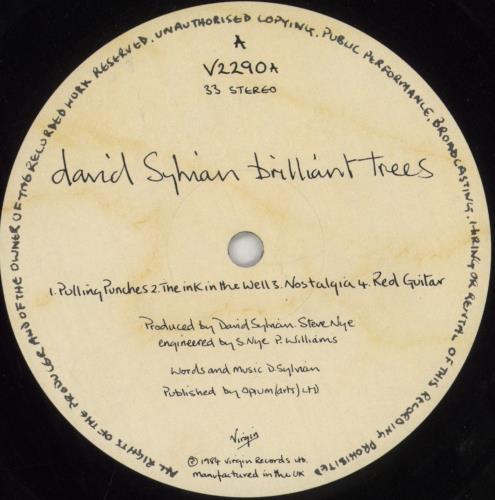 ALL RIGHTS OF THE PRODUCER AND OF THE OWNER OF THE RECORDED WORK RESERVED. UNAUTHORISED COPYING, PUBLIC PERFORMANCE, BROADCASTING, HIRING OR RENTAL OF THIS RECORDING PROHIBITED
A
V2290A
33 STEREO
david Sylvian brilliant trees
1. Pulling Punches 2. The ink in the Well 3. Nostalgia 4. Red Guitar
Produced by David Sylvian. Steve Nye
engineered by S. Nye P. Williams
Words and Music D. Sylvian
Published by Opium (arts) LTD
Virgin
℗ 1984 Virgin Records Ltd.
manufactured in the UK